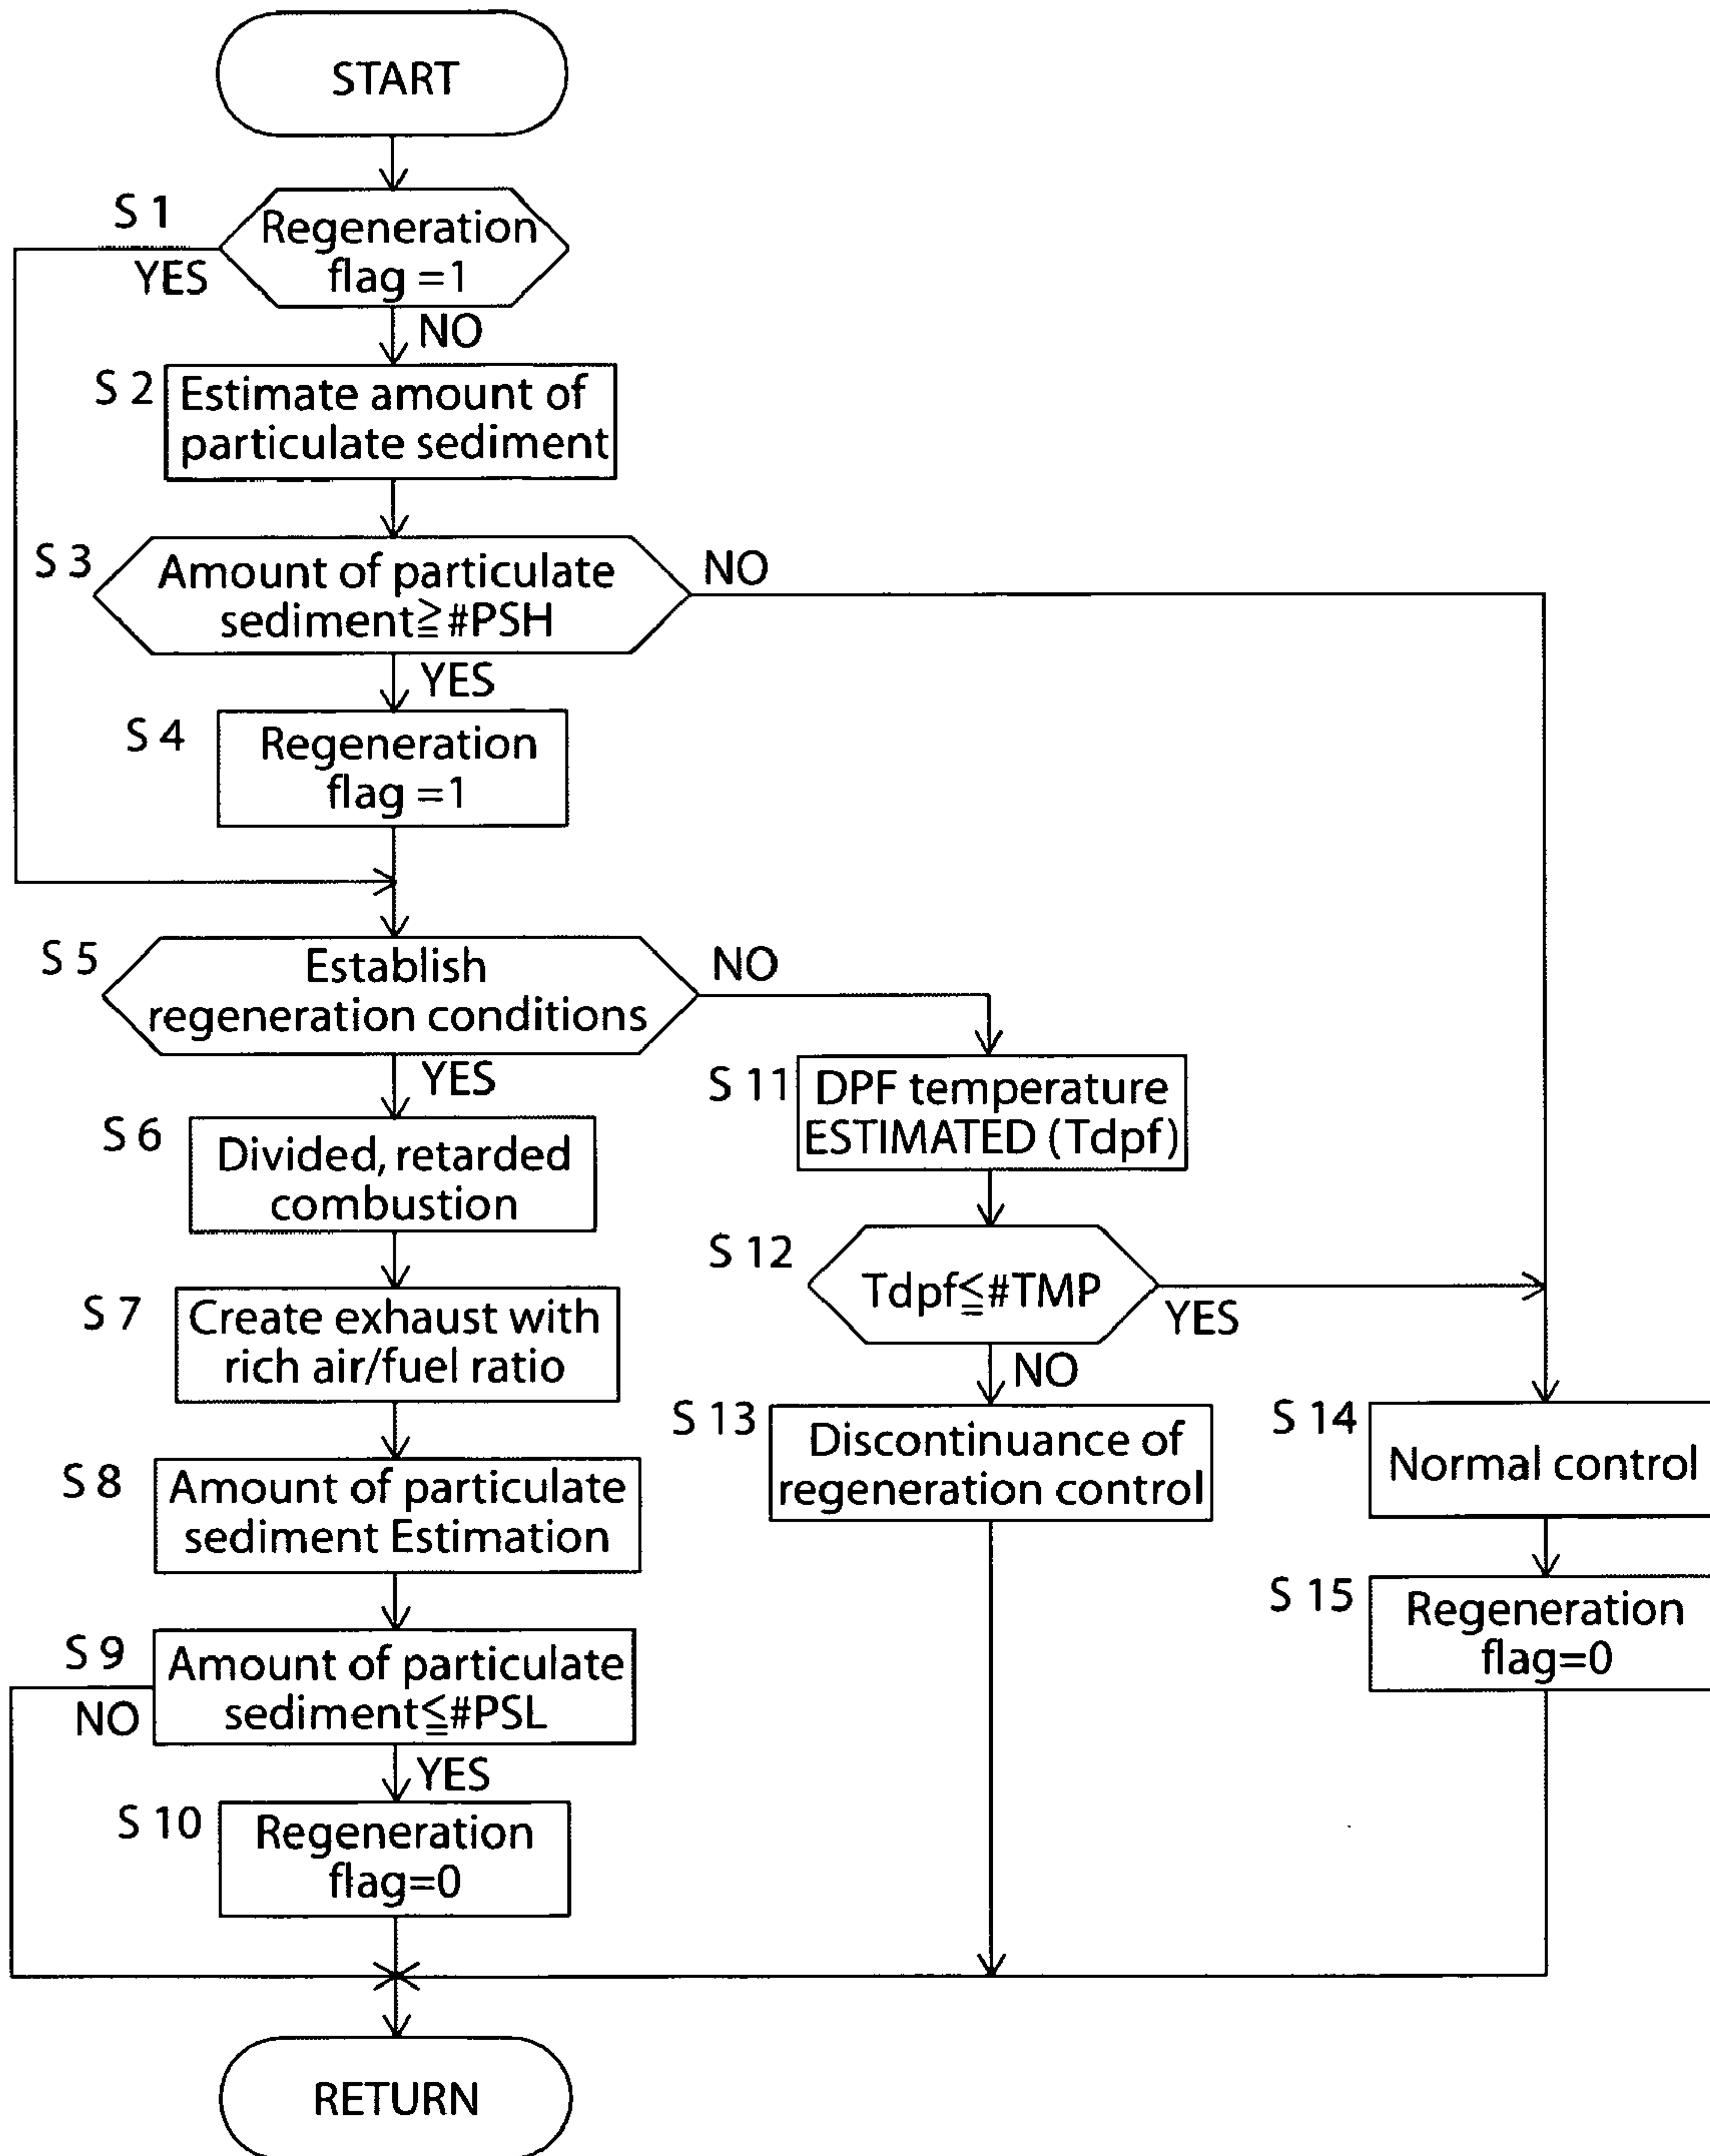 START
S 1
Regeneration
flag =1
YES
NO
S 2
Estimate amount of
particulate sediment
S 3
Amount of particulate
sediment≧#PSH
NO
YES
S 4
Regeneration
flag =1
S 5
Establish
regeneration conditions
NO
YES
S 6
Divided, retarded
combustion
S 7
Create exhaust with
rich air/fuel ratio
S 8
Amount of particulate
sediment Estimation
S 9
Amount of particulate
sediment≦#PSL
NO
YES
S 10
Regeneration
flag=0
S 11
DPF temperature
ESTIMATED (Tdpf)
S 12
Tdpf≦#TMP
YES
NO
S 13
Discontinuance of
regeneration control
S 14
Normal control
S 15
Regeneration
flag=0
RETURN